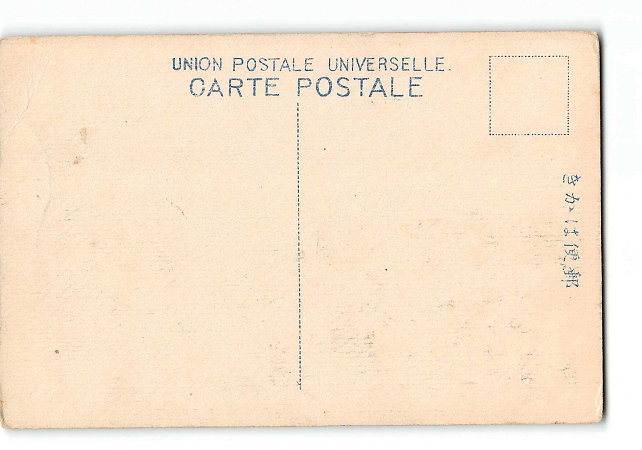 UNION POSTALE UNIVERSELLE.
CARTE POSTALE
きかは便郵